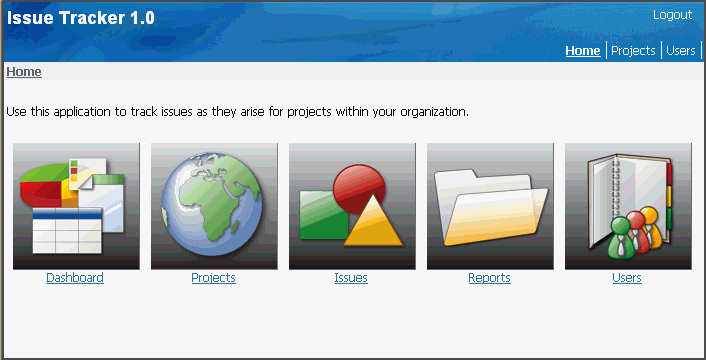 Issue Tracker 1.0
Logout
Home Projects Users
Home
Use this application to track issues as they arise for projects within your organization.
Dashboard Projects Issues Reports Users